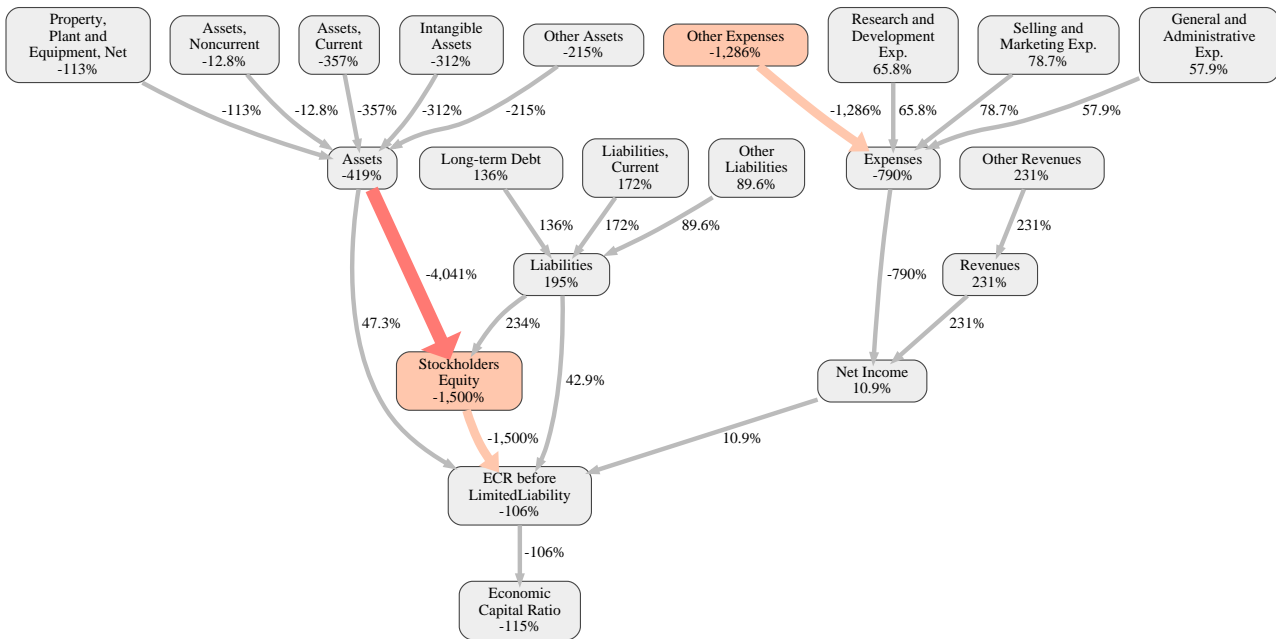 Property,
Plant and
Equipment, Net
-113%
Assets,
Noncurrent
-12.8%
Assets,
Current
-357%
Intangible
Assets
-312%
Other Assets
-215%
Other Expenses
-1,286%
Research and
Development
Exp.
65.8%
Selling and
Marketing Exp.
78.7%
General and
Administrative
Exp.
57.9%
-113%
-12.8%
-357%
-312%
-215%
-1,286%
65.8%
78.7%
57.9%
Assets
-419%
Long-term Debt
136%
Liabilities,
Current
172%
Other
Liabilities
89.6%
Expenses
-790%
Other Revenues
231%
136%
172%
89.6%
231%
-4,041%
Liabilities
195%
-790%
Revenues
231%
47.3%
234%
231%
Stockholders
Equity
-1,500%
42.9%
Net Income
10.9%
-1,500%
10.9%
ECR before
LimitedLiability
-106%
-106%
Economic
Capital Ratio
-115%